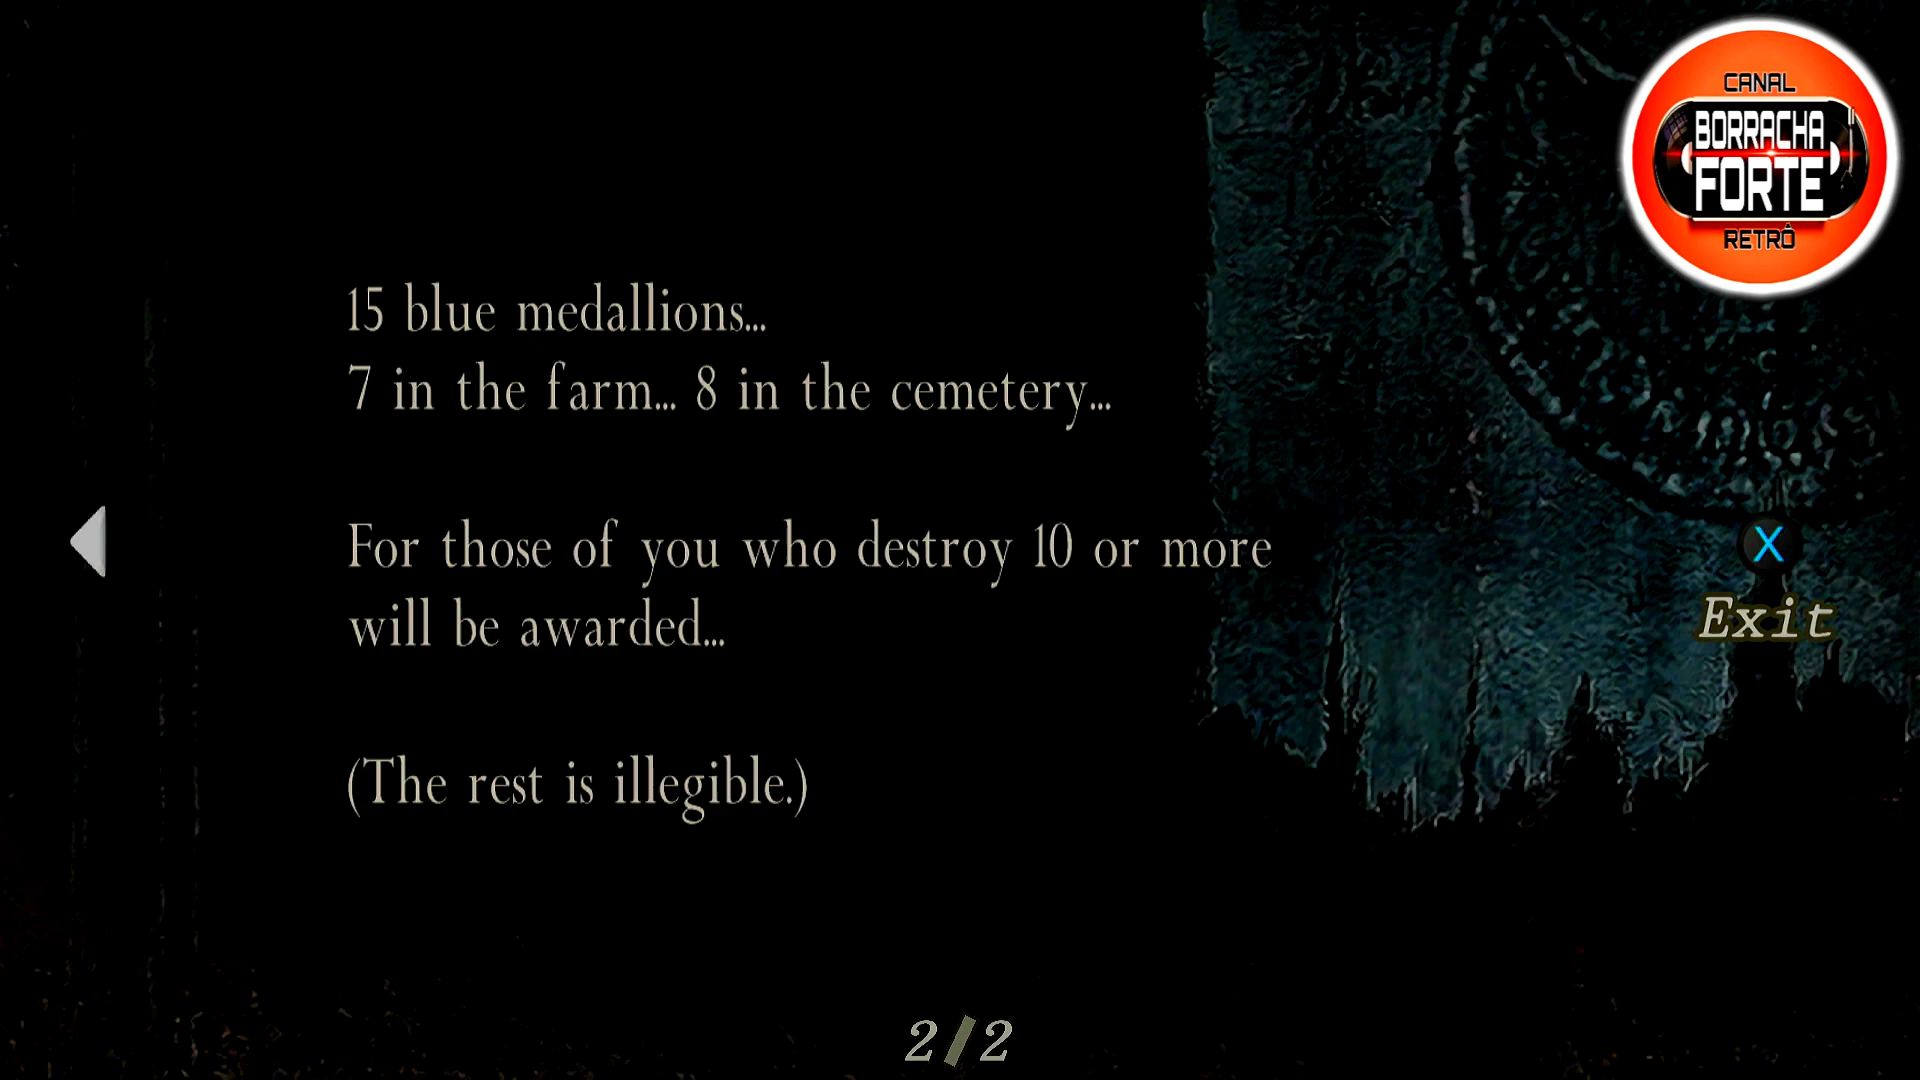 CANAL
BORRACHA
FORTE
RETRÔ
15 blue medallions...
7 in the farm... 8 in the cemetery...
For those of you who destroy 10 or more
will be awarded...
(The rest is illegible.)
X
Exit
2/2